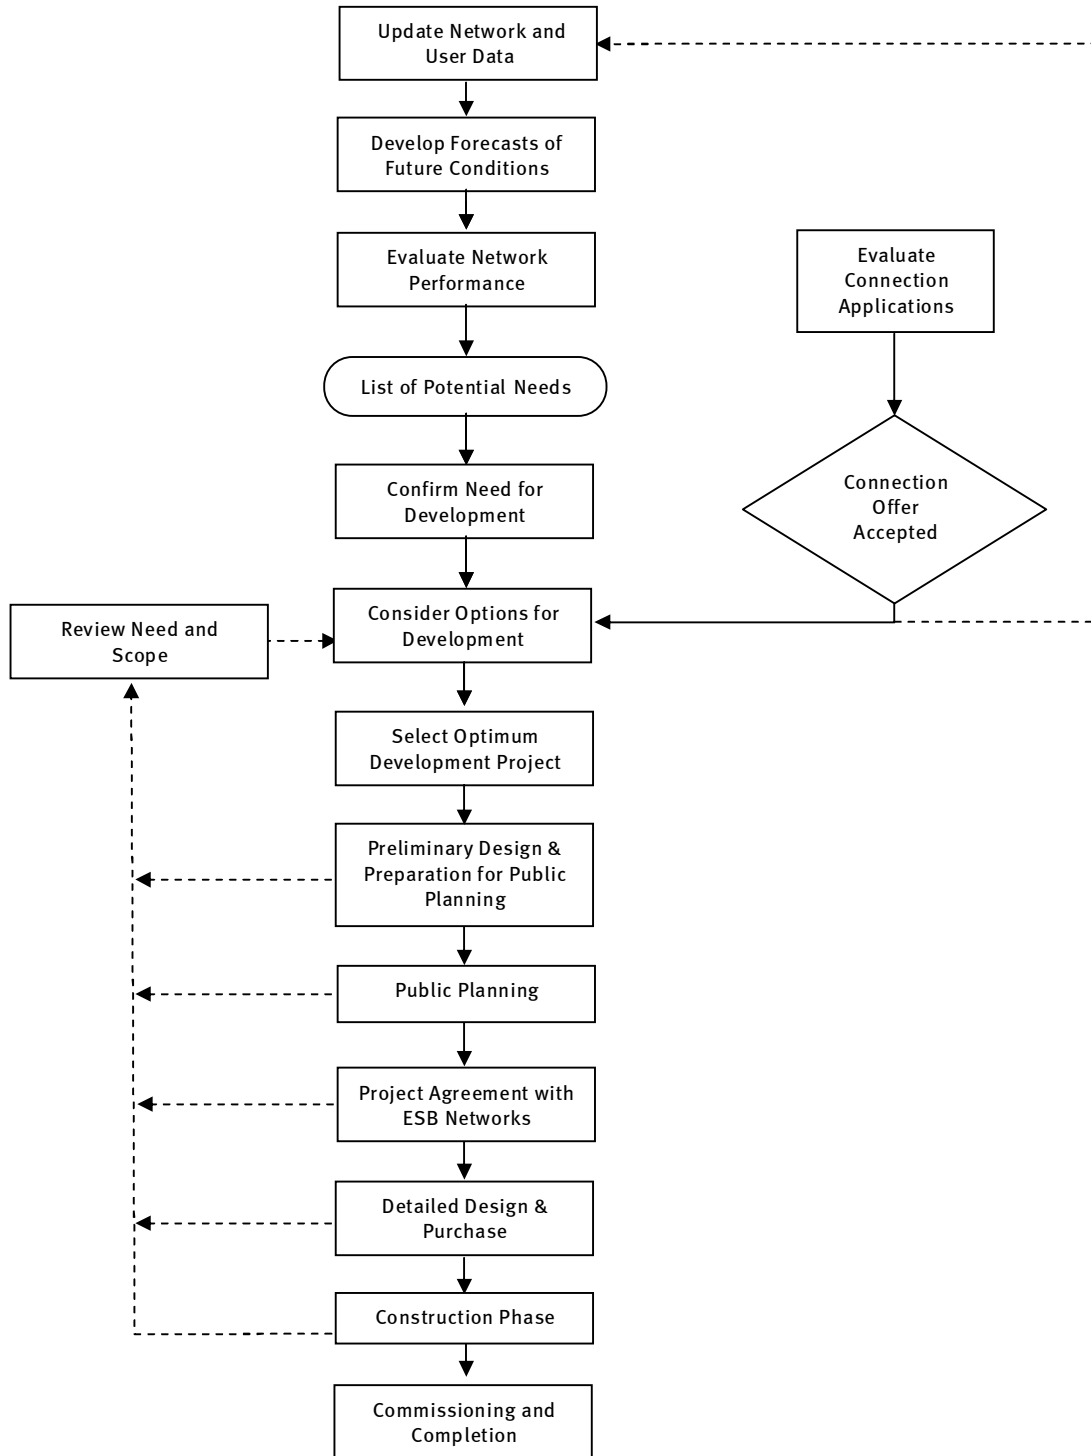 Update Network and
User Data
Develop Forecasts of
Future Conditions
Evaluate Network
Performance
Evaluate
Connection
Applications
List of Potential Needs
Confirm Need for
Development
Connection
Offer
Accepted
Consider Options for
Development
Review Need and
Scope
Select Optimum
Development Project
Preliminary Design &
Preparation for Public
Planning
Public Planning
Project Agreement with
ESB Networks
Detailed Design &
Purchase
Construction Phase
Commissioning and
Completion